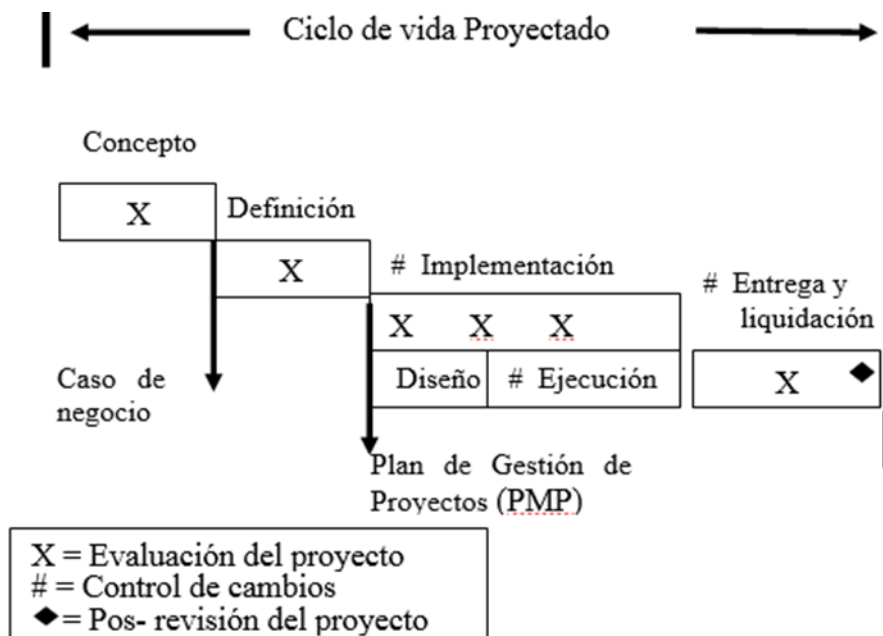 Ciclo de vida Proyectado
Concepto
X
Definición
X
# Implementación
X X X
Diseño
# Ejecución
# Entrega y
liquidación
X
Caso de
negocio
Plan de Gestión de
Proyectos (PMP)
X = Evaluación del proyecto
# = Control de cambios
◆ = Pos- revisión del proyecto